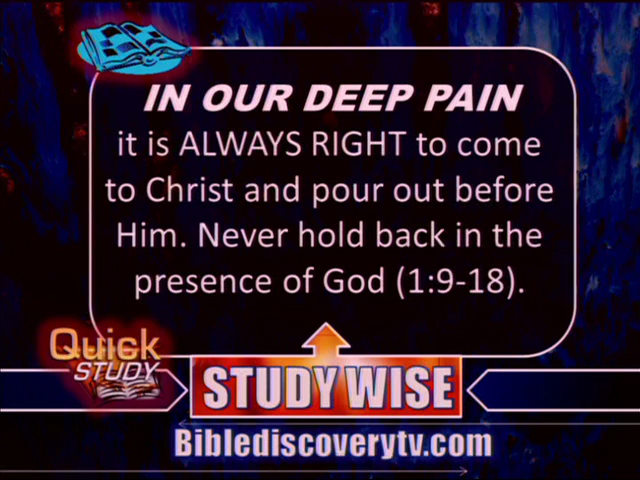 IN OUR DEEP PAIN
it is ALWAYS RIGHT to come
to Christ and pour out before
Him. Never hold back in the
presence of God (1:9-18).
Quick
STUDY
STUDY WISE
Biblediscoverytv.com